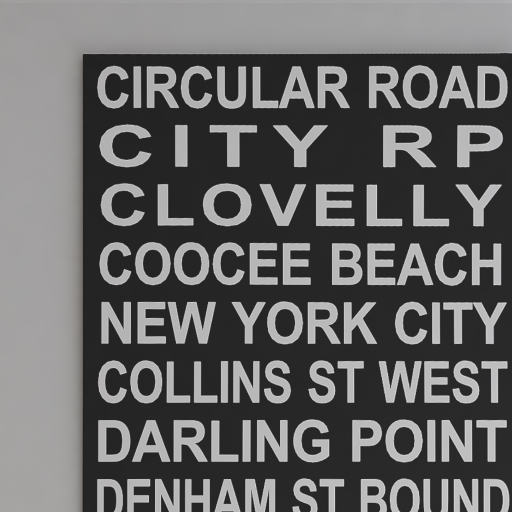 CIRCULAR ROAD
CITY RP
CLOVELLY
COOCEE BEACH
NEW YORK CITY
COLLINS ST WEST
DARLING POINT
DENHAM ST BOUND